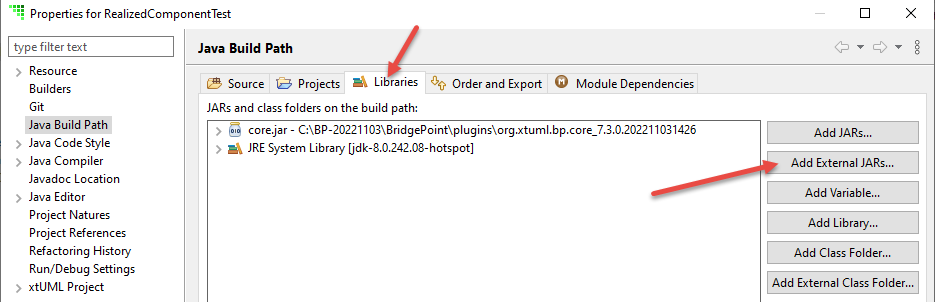 Properties for RealizedComponentTest
type filter text
Resource
Builders
Git
Java Build Path
Java Code Style
Java Compiler
Javadoc Location
Java Editor
Project Natures
Project References
Refactoring History
Run/Debug Settings
xtUML Project
Java Build Path
Source Projects Libraries Order and Export Module Dependencies
JARs and class folders on the build path:
core.jar - C:\BP-20221103\BridgePoint\plugins\org.xtuml.bp.core_7.3.0.202211031426
JRE System Library [jdk-8.0.242.08-hotspot]
Add JARs...
Add External JARs...
Add Variable...
Add Library...
Add Class Folder...
Add External Class Folder...